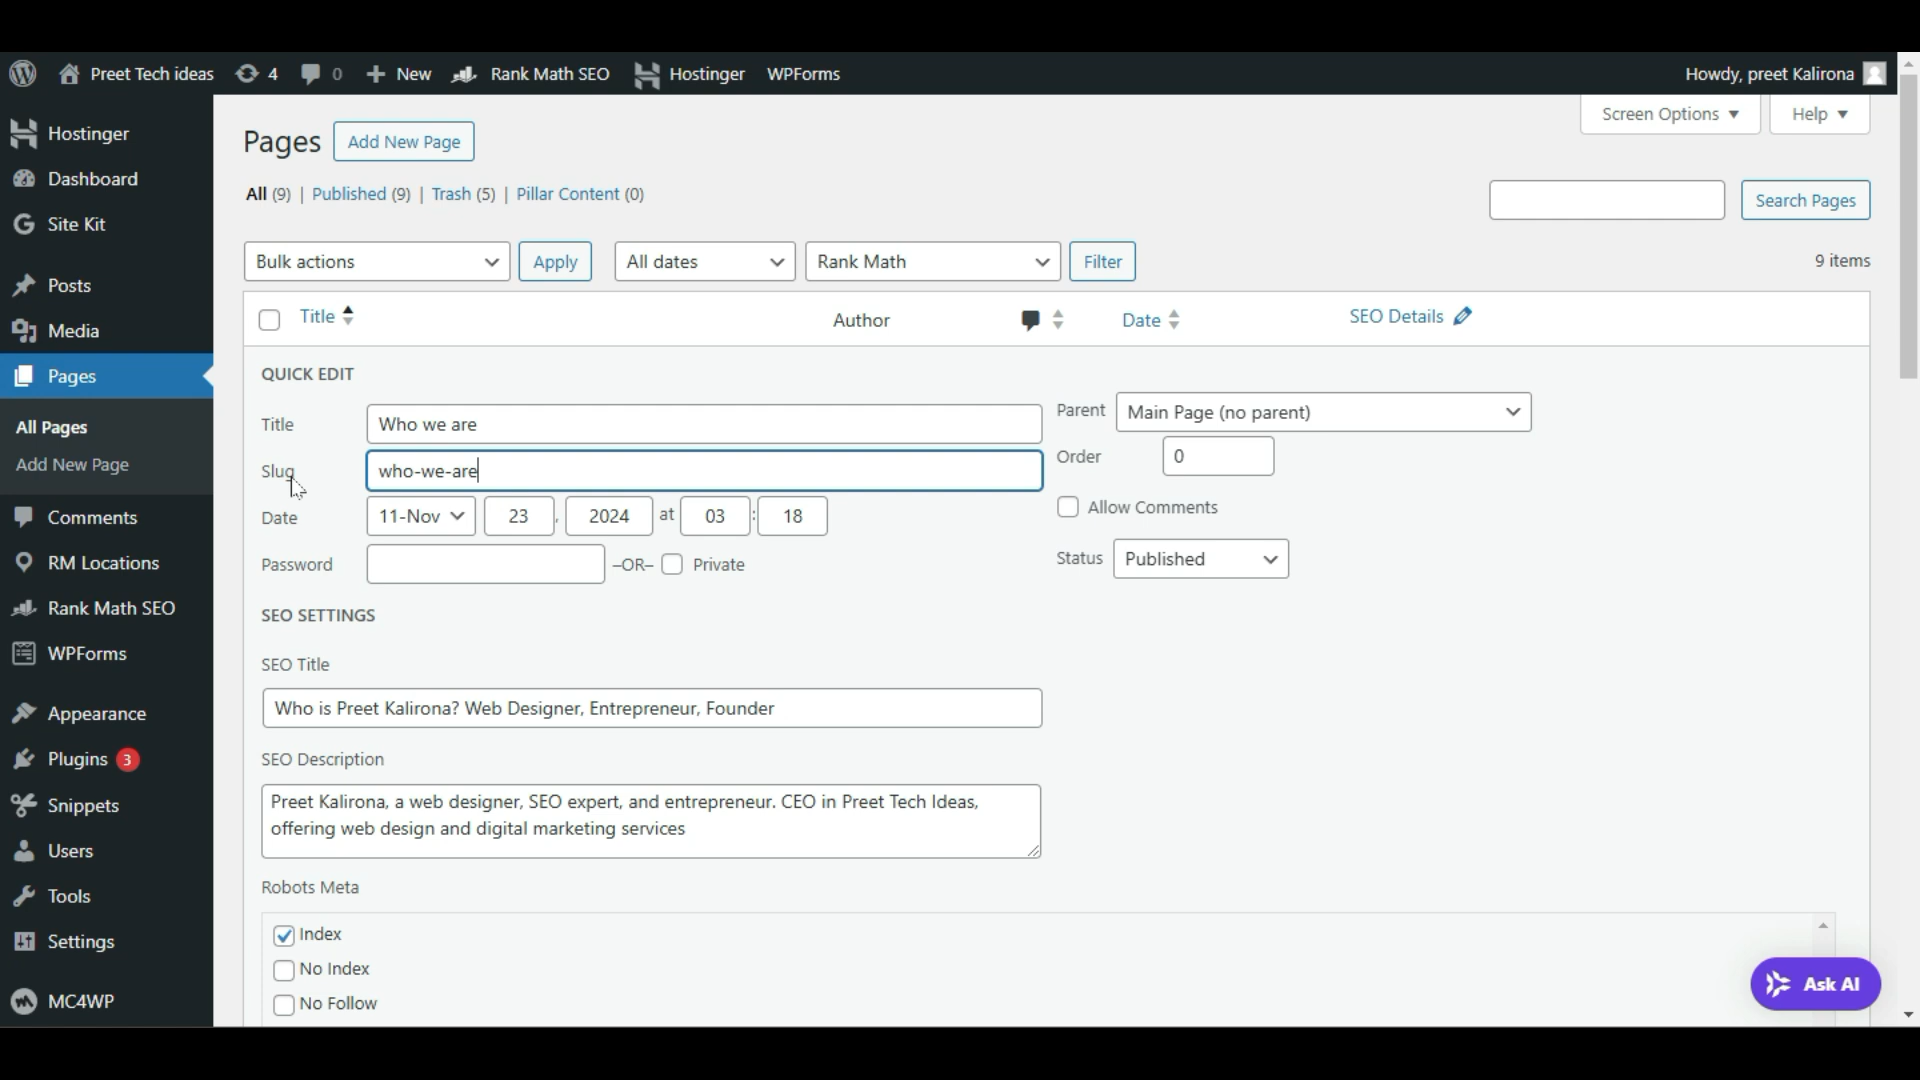 Preet Tech ideas 4 0 New Rank Math SEO Hostinger WPForms Howdy, preet Kalirona
Screen Options Help
Hostinger
Dashboard
Site Kit
Posts
Media
Pages
All Pages
Add New Page
Comments
RM Locations
Rank Math SEO
WPForms
Appearance
Plugins 3
Snippets
Users
Tools
Settings
MC4WP
Pages Add New Page
All (9) | Published (9) | Trash (5) | Pillar Content (0)
Search Pages
Bulk actions Apply All dates Rank Math Filter 9 items
Title Author Date SEO Details
QUICK EDIT
Title Who we are
Slug who-we-are
Date 11-Nov 23 , 2024 at 03 : 18
Password –OR– Private
Parent Main Page (no parent)
Order 0
Allow Comments
Status Published
SEO SETTINGS
SEO Title
Who is Preet Kalirona? Web Designer, Entrepreneur, Founder
SEO Description
Preet Kalirona, a web designer, SEO expert, and entrepreneur. CEO in Preet Tech Ideas,
offering web design and digital marketing services
Robots Meta
Index
No Index
No Follow
Ask AI